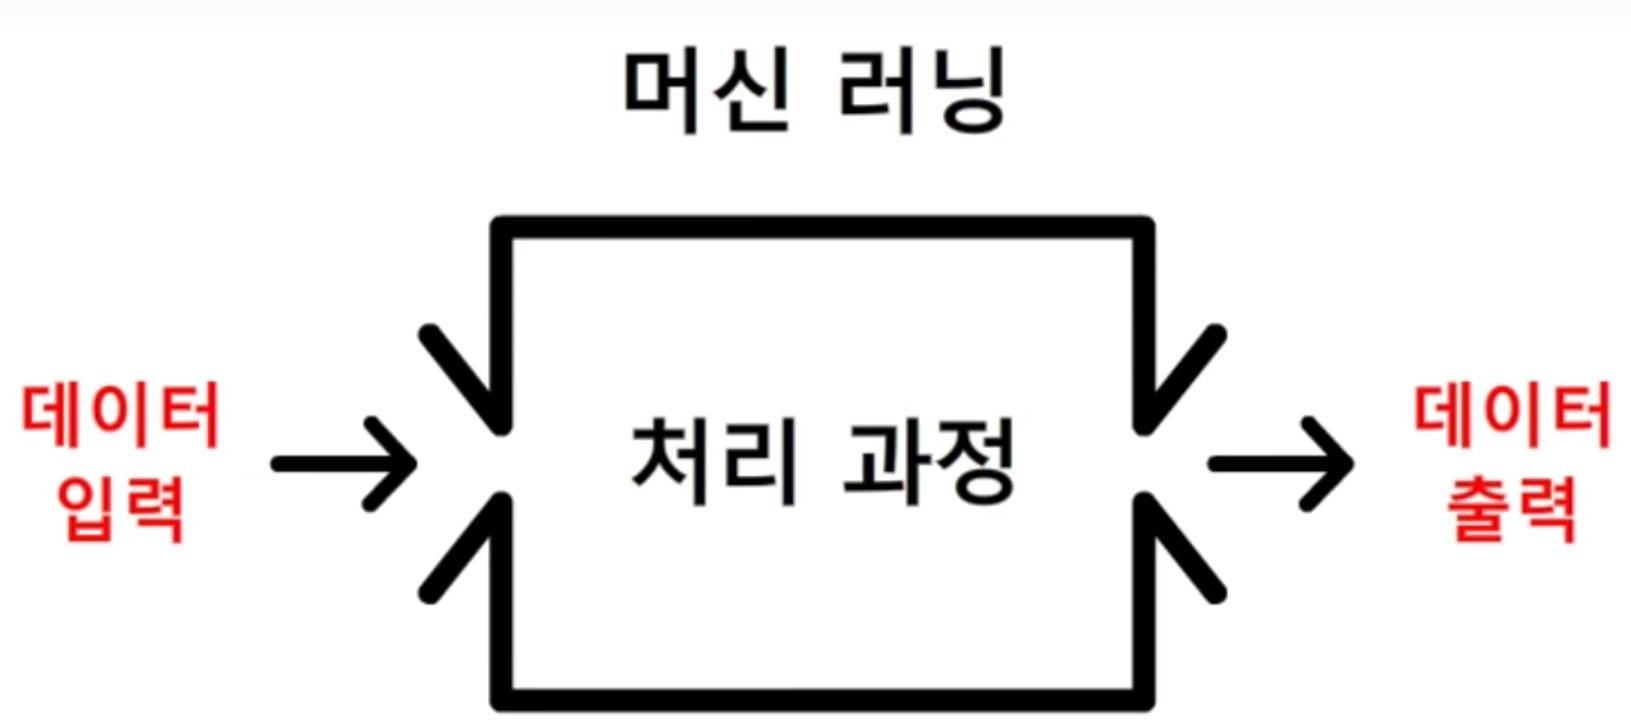 머신 러닝
데이터
입력
처리 과정
데이터
출력